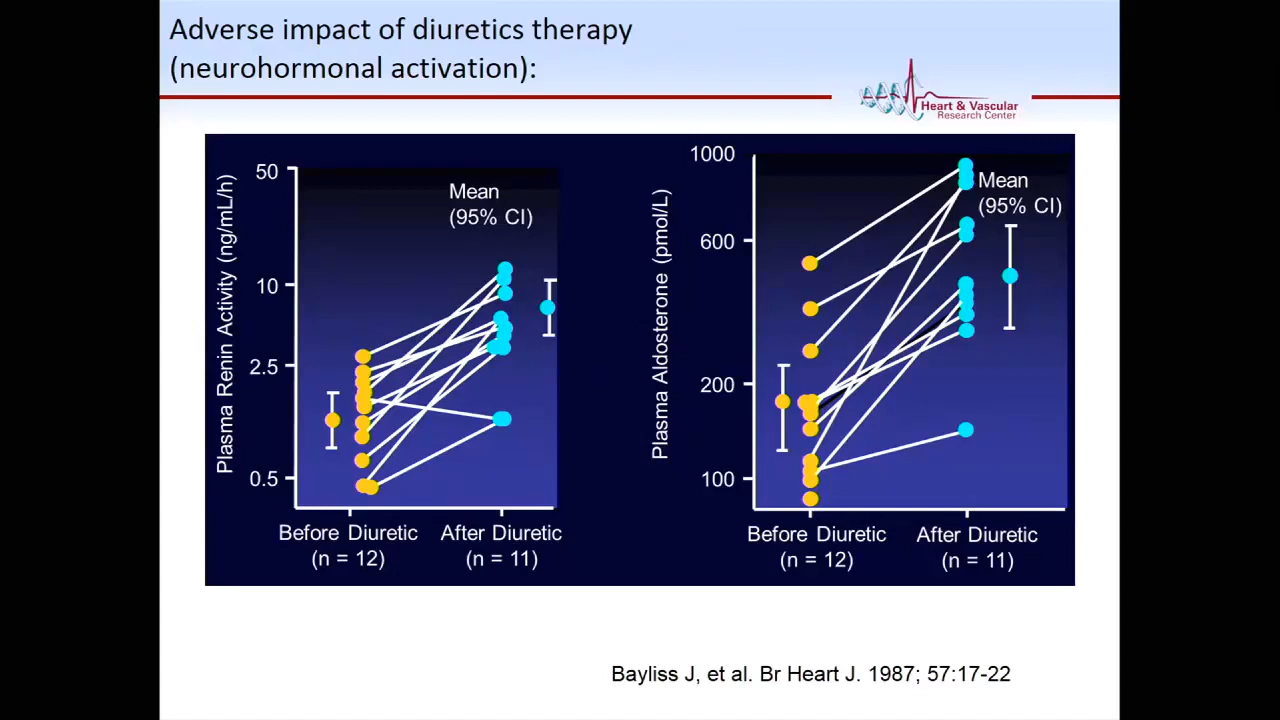 Adverse impact of diuretics therapy
(neurohormonal activation):
Heart & Vascular
Research Center
Plasma Renin Activity (ng/mL/h)
50
10
2.5
0.5
Mean
(95% CI)
Before Diuretic
(n = 12)
After Diuretic
(n = 11)
Plasma Aldosterone (pmol/L)
1000
600
200
100
Mean
(95% CI)
Before Diuretic
(n = 12)
After Diuretic
(n = 11)
Bayliss J, et al. Br Heart J. 1987; 57:17-22